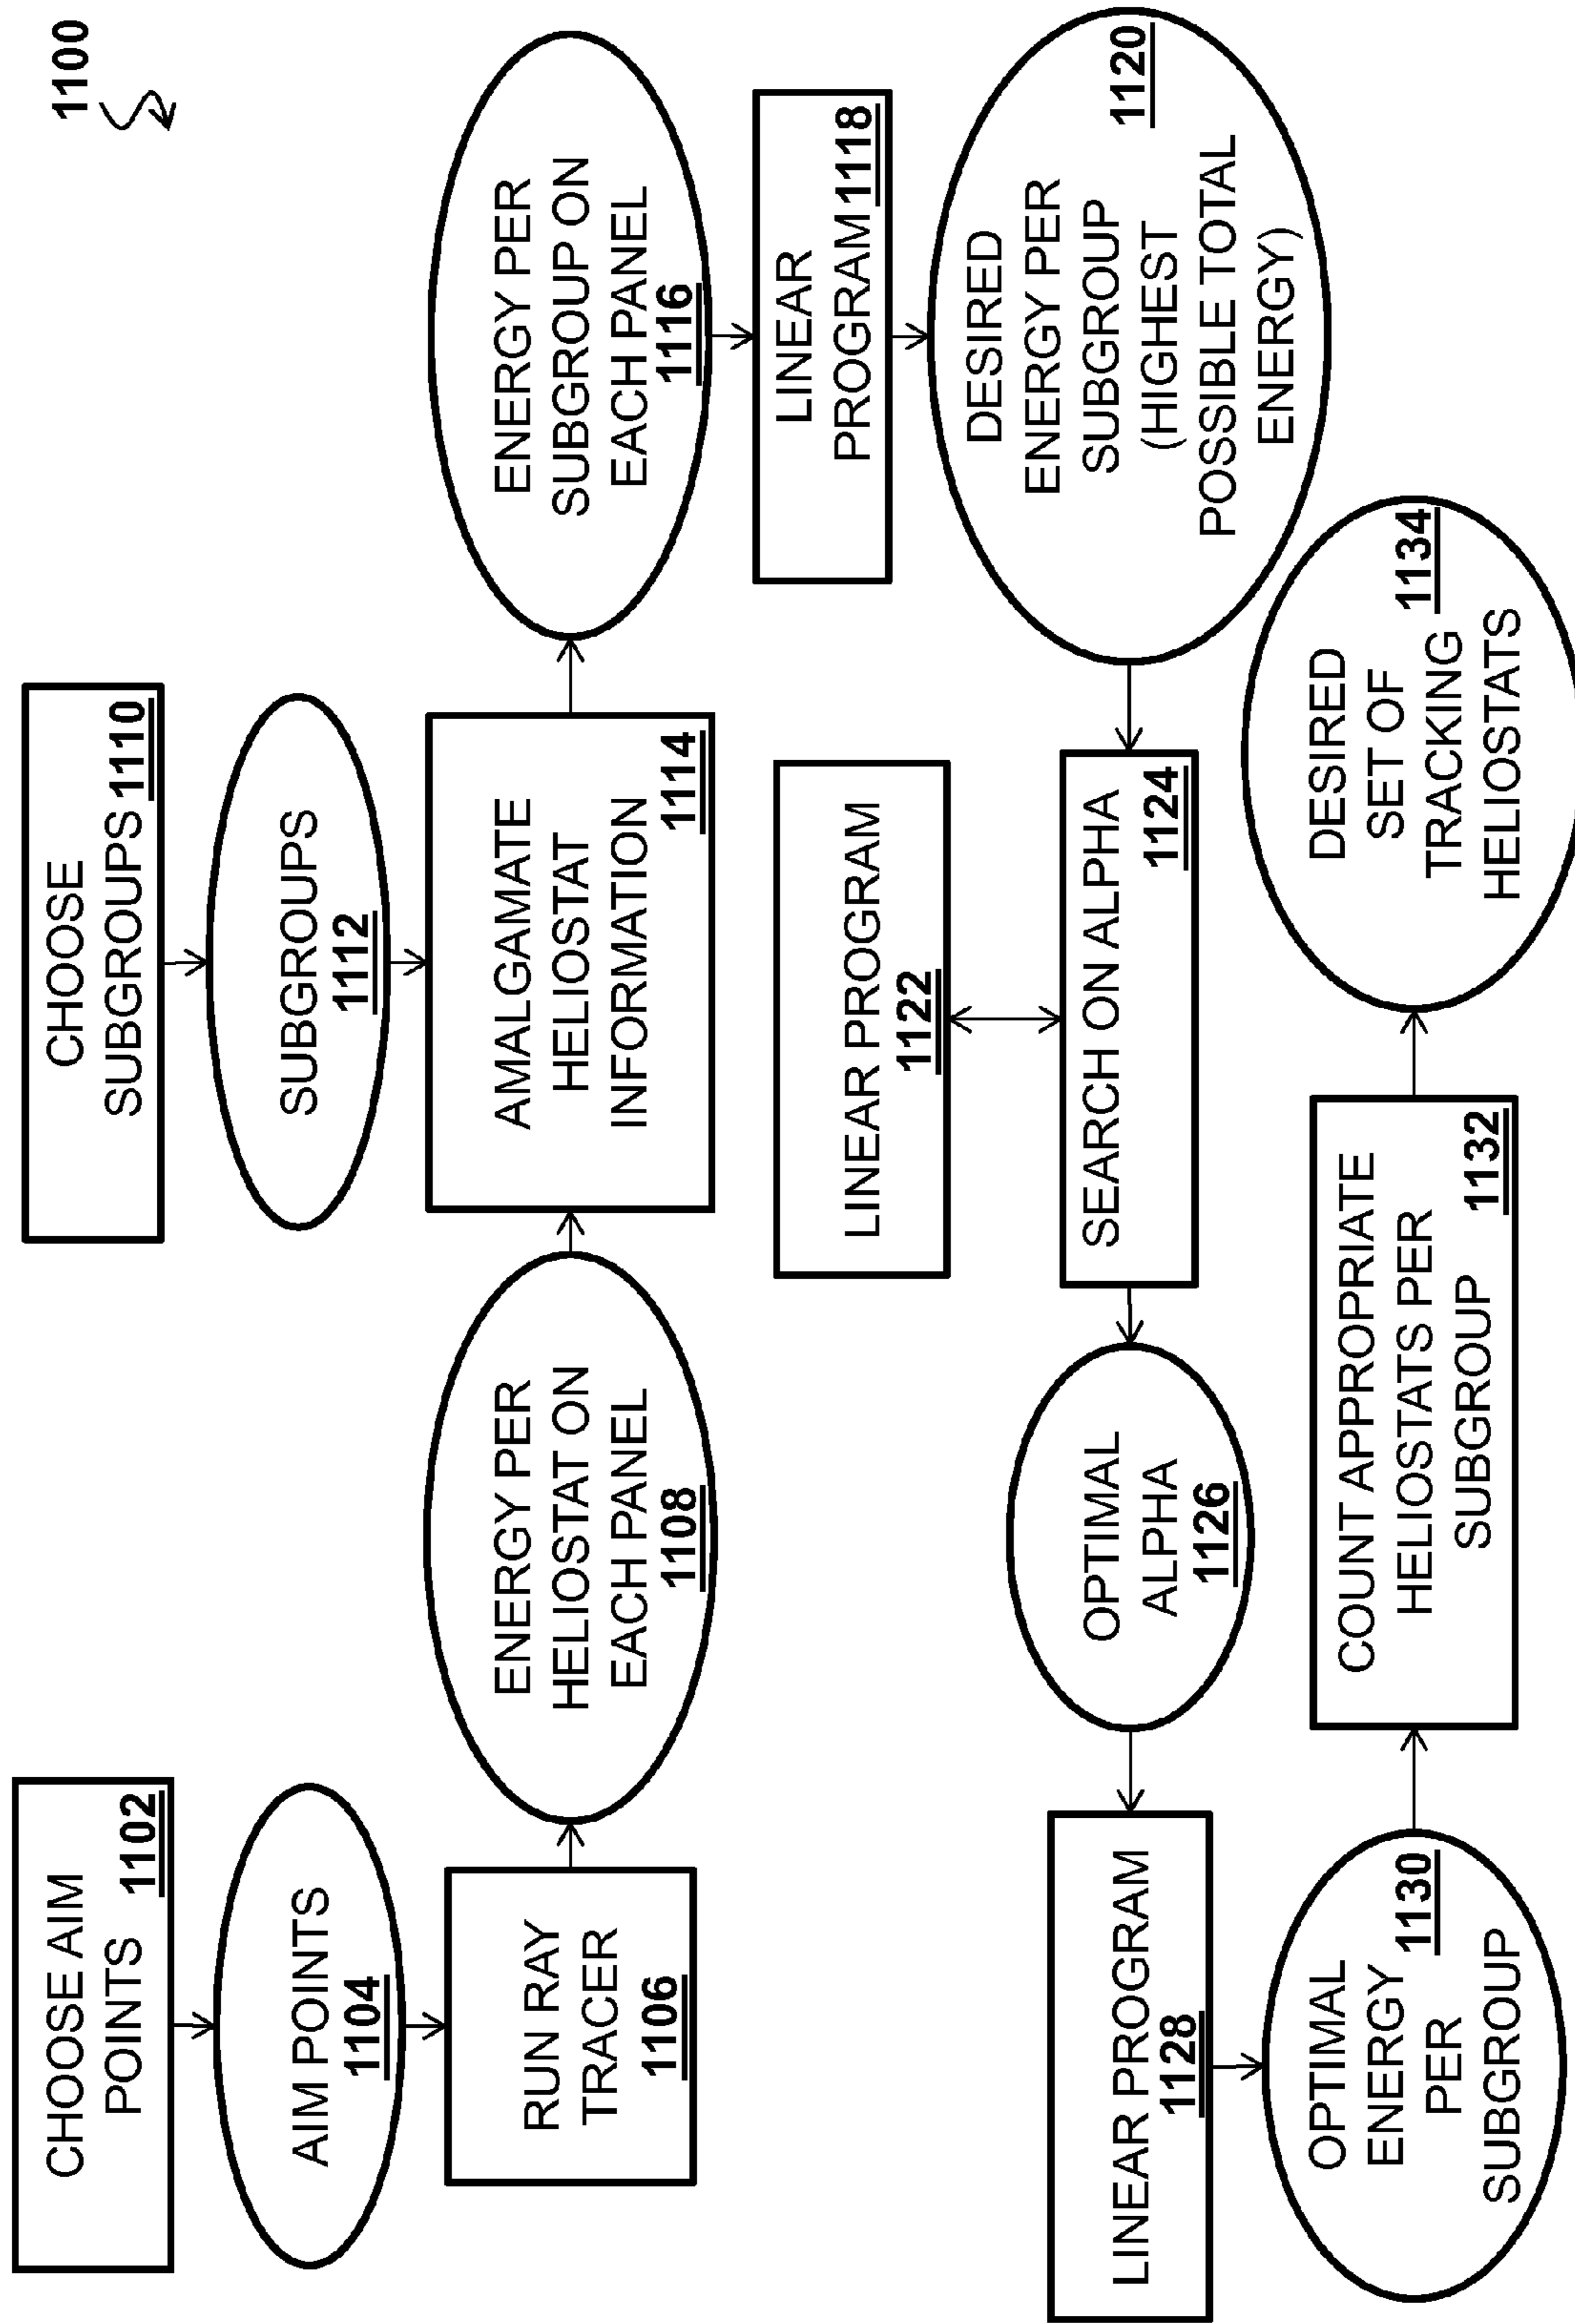 1100
CHOOSE AIM
POINTS 1102
AIM POINTS
1104
RUN RAY
TRACER
1106
ENERGY PER
HELIOSTAT ON
EACH PANEL
1108
CHOOSE
SUBGROUPS 1110
SUBGROUPS
1112
AMALGAMATE
HELIOSTAT
INFORMATION
1114
ENERGY PER
SUBGROUP ON
EACH PANEL
1116
LINEAR
PROGRAM 1118
DESIRED
ENERGY PER
SUBGROUP
(HIGHEST
POSSIBLE TOTAL
ENERGY)
1120
LINEAR PROGRAM
1122
SEARCH ON ALPHA
1124
OPTIMAL
ALPHA
1126
LINEAR PROGRAM
1128
OPTIMAL
ENERGY 1130
PER
SUBGROUP
COUNT APPROPRIATE
HELIOSTATS PER
SUBGROUP 1132
DESIRED
SET OF
TRACKING 1134
HELIOSTATS